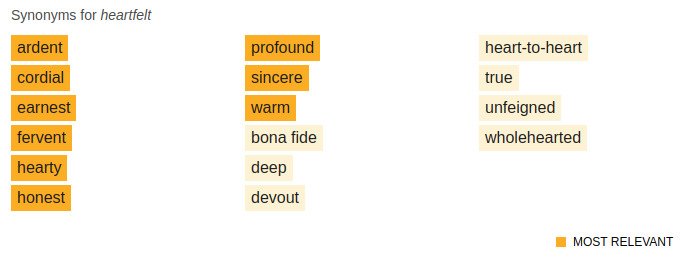 Synonyms for heartfelt
ardent
cordial
earnest
fervent
hearty
honest
profound
sincere
warm
bona fide
deep
devout
heart-to-heart
true
unfeigned
wholehearted
MOST RELEVANT